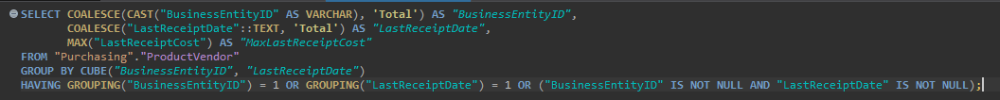 SELECT COALESCE(CAST("BusinessEntityID" AS VARCHAR), 'Total') AS "BusinessEntityID",
COALESCE("LastReceiptDate"::TEXT, 'Total') AS "LastReceiptDate",
MAX("LastReceiptCost") AS "MaxLastReceiptCost"
FROM "Purchasing"."ProductVendor"
GROUP BY CUBE("BusinessEntityID", "LastReceiptDate")
HAVING GROUPING("BusinessEntityID") = 1 OR GROUPING("LastReceiptDate") = 1 OR ("BusinessEntityID" IS NOT NULL AND "LastReceiptDate" IS NOT NULL);